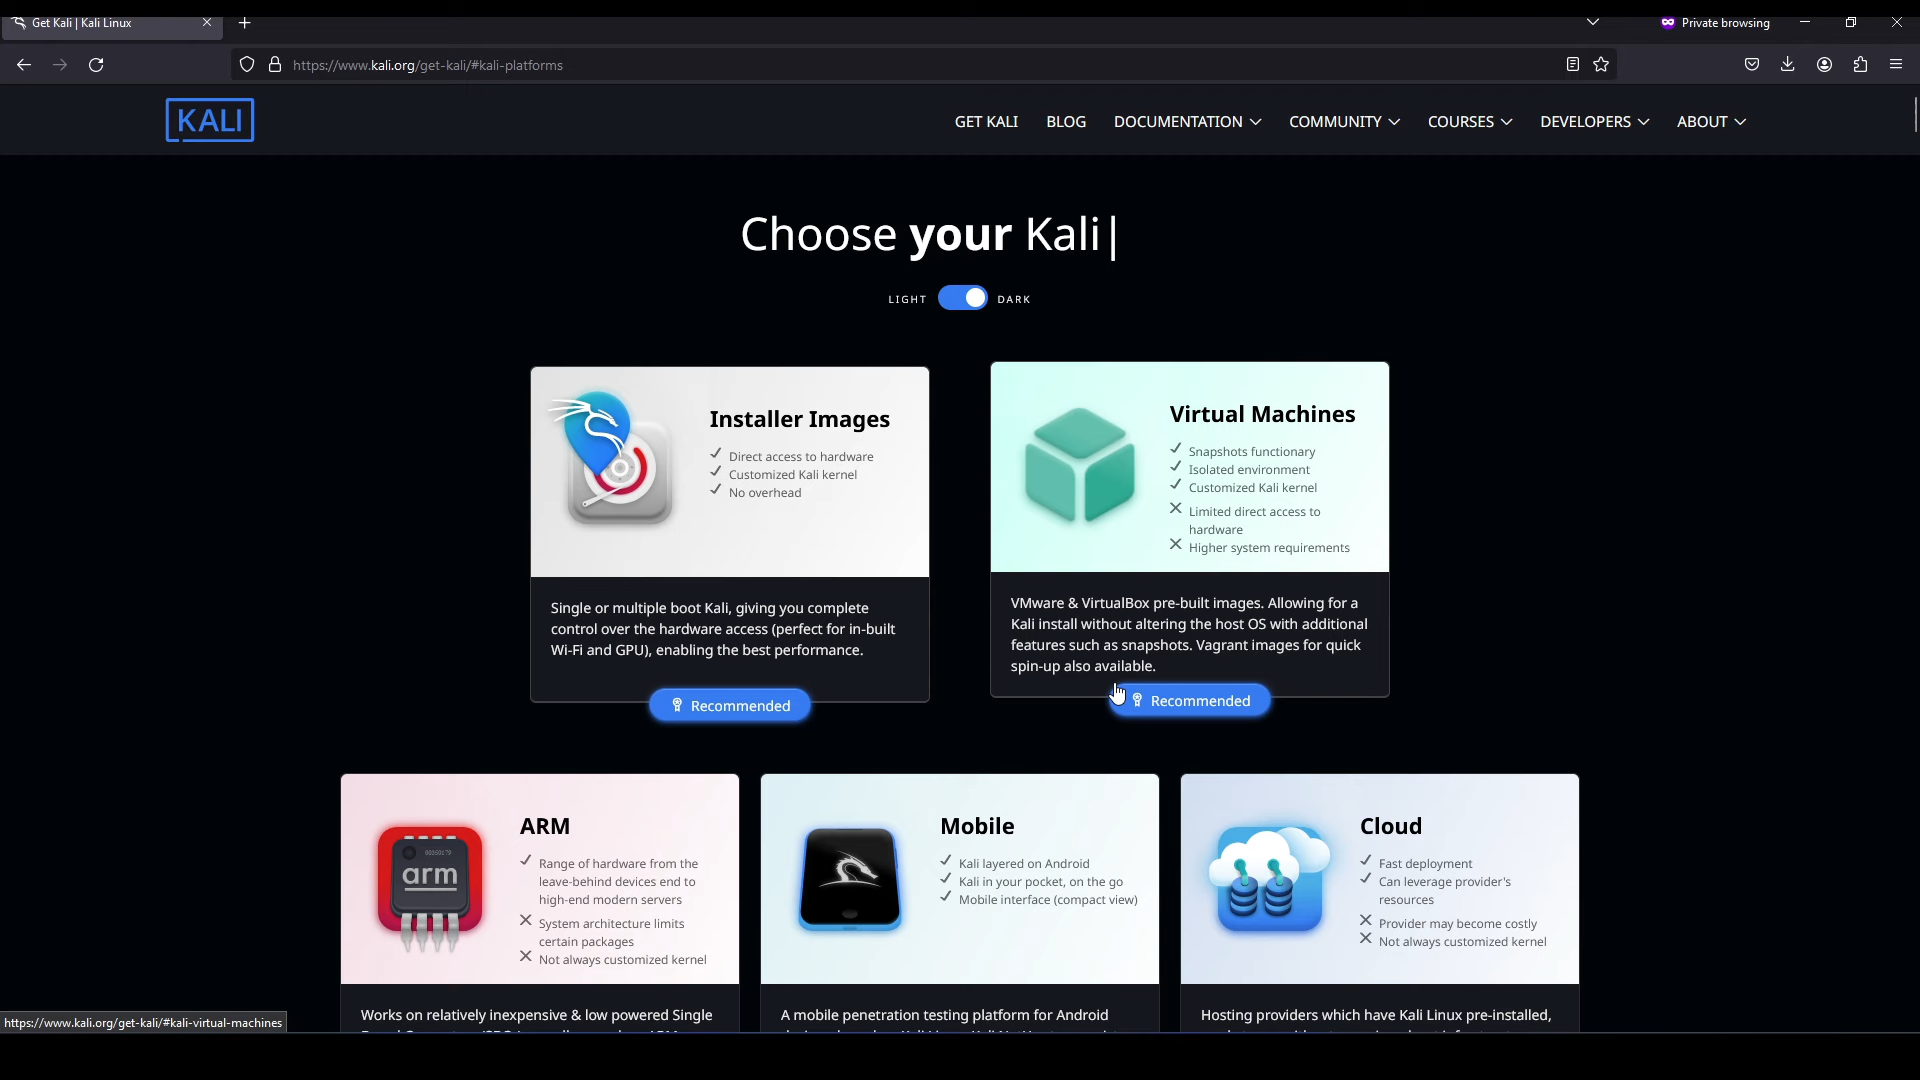 Get Kali | Kali Linux
Private browsing
https://www.kali.org/get-kali/#kali-platforms
KALI
GET KALI
BLOG
DOCUMENTATION
COMMUNITY
COURSES
DEVELOPERS
ABOUT
Choose your Kali|
LIGHT
DARK
Installer Images
Direct access to hardware
Customized Kali kernel
No overhead
Single or multiple boot Kali, giving you complete
control over the hardware access (perfect for in-built
Wi-Fi and GPU), enabling the best performance.
Recommended
Virtual Machines
Snapshots functionary
Isolated environment
Customized Kali kernel
Limited direct access to
hardware
Higher system requirements
VMware & VirtualBox pre-built images. Allowing for a
Kali install without altering the host OS with additional
features such as snapshots. Vagrant images for quick
spin-up also available.
Recommended
arm
ARM
Range of hardware from the
leave-behind devices end to
high-end modern servers
System architecture limits
certain packages
Not always customized kernel
Works on relatively inexpensive & low powered Single
Mobile
Kali layered on Android
Kali in your pocket, on the go
Mobile interface (compact view)
A mobile penetration testing platform for Android
Cloud
Fast deployment
Can leverage provider's
resources
Provider may become costly
Not always customized kernel
Hosting providers which have Kali Linux pre-installed,
https://www.kali.org/get-kali/#kali-virtual-machines